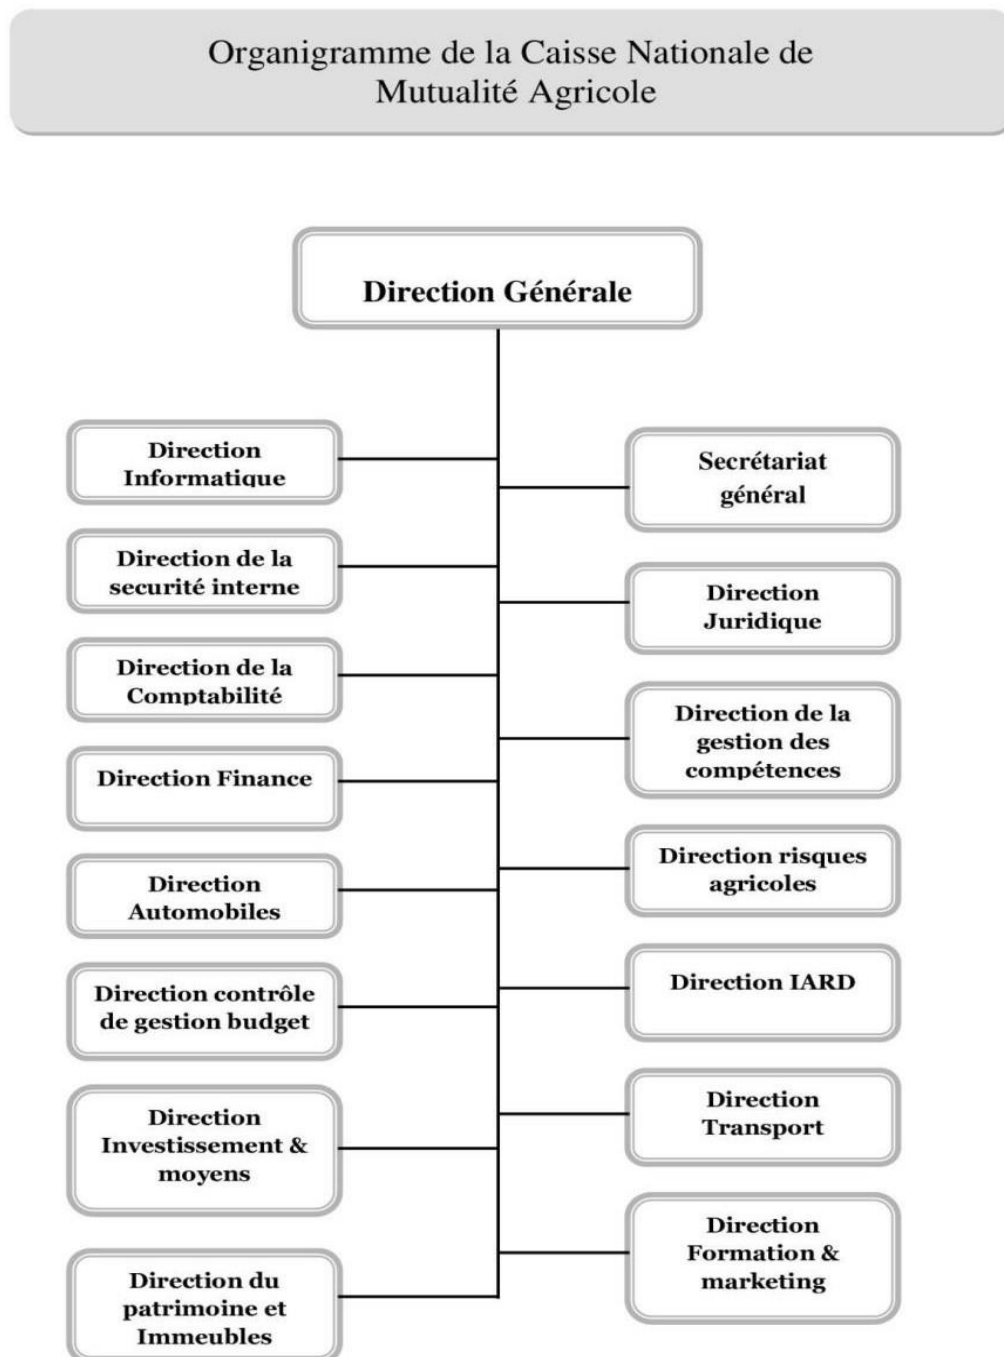 Organigramme de la Caisse Nationale de
Mutualité Agricole
Direction Générale
Direction
Informatique
Direction de la
securité interne
Direction de la
Comptabilité
Direction Finance
Direction
Automobiles
Direction contrôle
de gestion budget
Direction
Investissement &
moyens
Direction du
patrimoine et
Immeubles
Secrétariat
général
Direction
Juridique
Direction de la
gestion des
compétences
Direction risques
agricoles
Direction IARD
Direction
Transport
Direction
Formation &
marketing